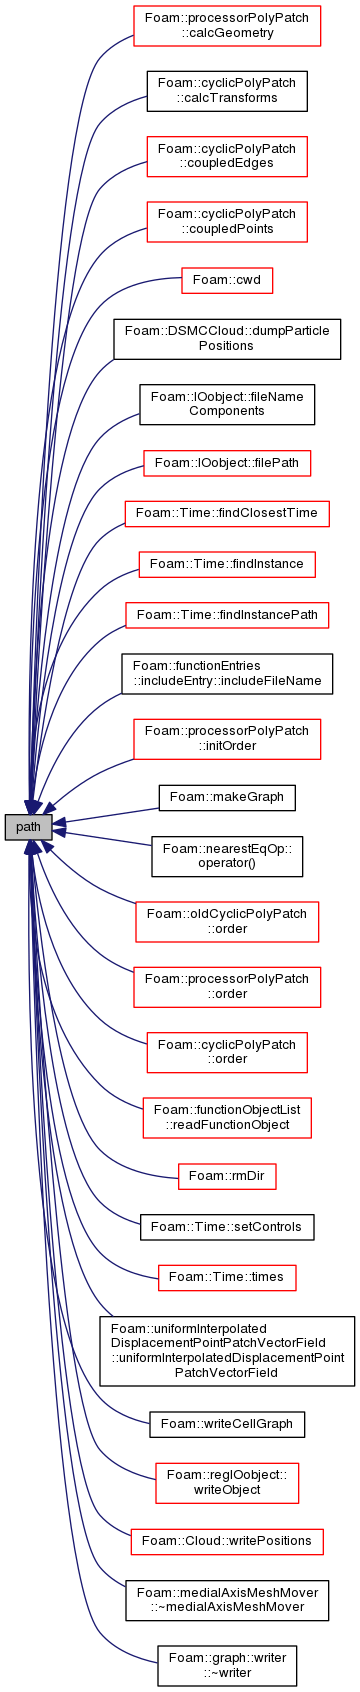 Foam::processorPolyPatch
::calcGeometry
Foam::cyclicPolyPatch
::calcTransforms
Foam::cyclicPolyPatch
::coupledEdges
Foam::cyclicPolyPatch
::coupledPoints
Foam::cwd
Foam::DSMCCloud::dumpParticle
Positions
Foam::IOobject::fileName
Components
Foam::IOobject::filePath
Foam::Time::findClosestTime
Foam::Time::findInstance
Foam::Time::findInstancePath
Foam::functionEntries
::includeEntry::includeFileName
Foam::processorPolyPatch
::initOrder
Foam::makeGraph
path
Foam::nearestEqOp::
operator()
Foam::oldCyclicPolyPatch
::order
Foam::processorPolyPatch
::order
Foam::cyclicPolyPatch
::order
Foam::functionObjectList
::readFunctionObject
Foam::rmDir
Foam::Time::setControls
Foam::Time::times
Foam::uniformInterpolated
DisplacementPointPatchVectorField
::uniformInterpolatedDisplacementPoint
PatchVectorField
Foam::writeCellGraph
Foam::regIOobject::
writeObject
Foam::Cloud::writePositions
Foam::medialAxisMeshMover
::~medialAxisMeshMover
Foam::graph::writer
::~writer